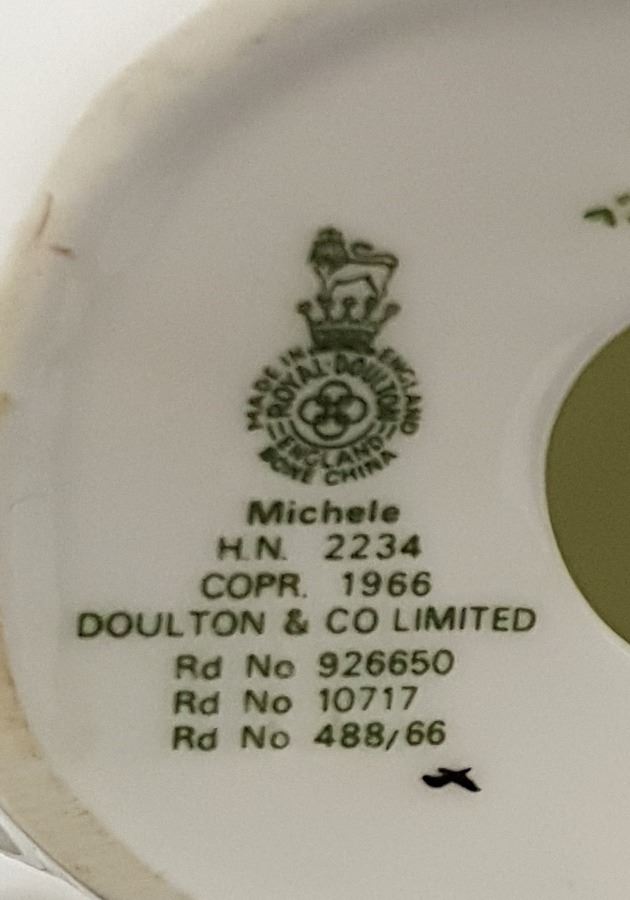 MADE IN ENGLAND
ROYAL DOULTON
ENGLAND
BONE CHINA
Michele
H.N. 2234
COPR. 1966
DOULTON & CO LIMITED
Rd No 926650
Rd No 10717
Rd No 488/66